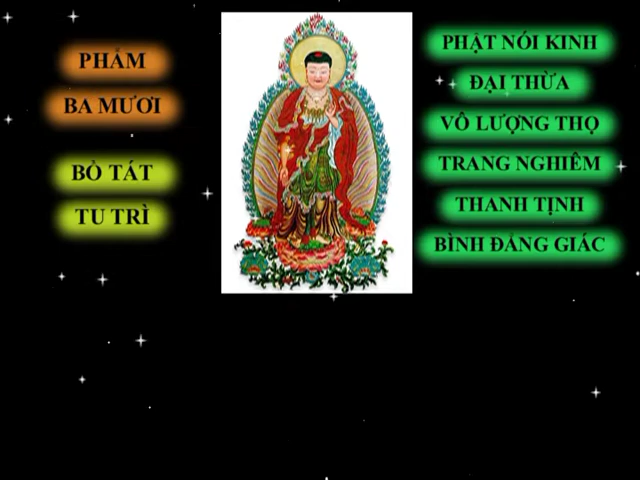 PHẨM
BA MƯƠI
BỒ TÁT
TU TRÌ
PHẬT NÓI KINH
ĐẠI THỪA
VÔ LƯỢNG THỌ
TRANG NGHIÊM
THANH TỊNH
BÌNH ĐẲNG GIÁC